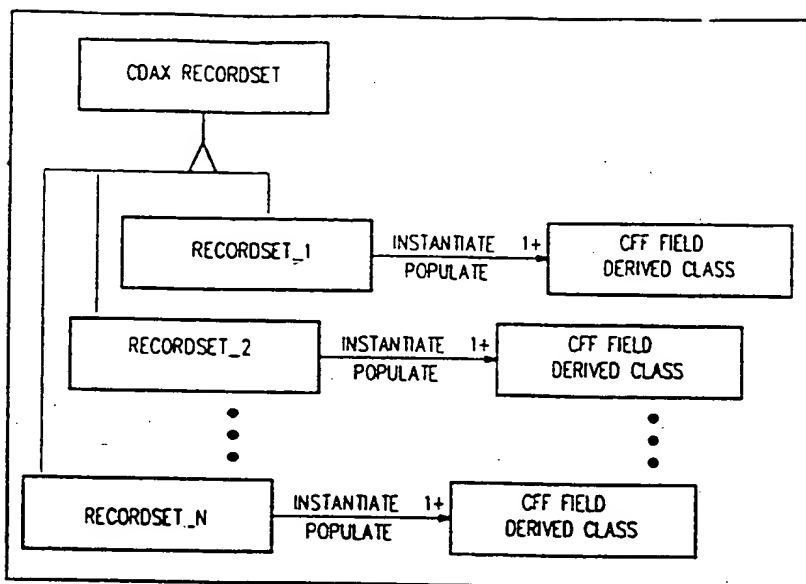 CDAX RECORDSET
RECORDSET_1
INSTANTIATE 1+
POPULATE
CFF FIELD
DERIVED CLASS
RECORDSET_2
INSTANTIATE 1+
POPULATE
CFF FIELD
DERIVED CLASS
RECORDSET_N
INSTANTIATE 1+
POPULATE
CFF FIELD
DERIVED CLASS